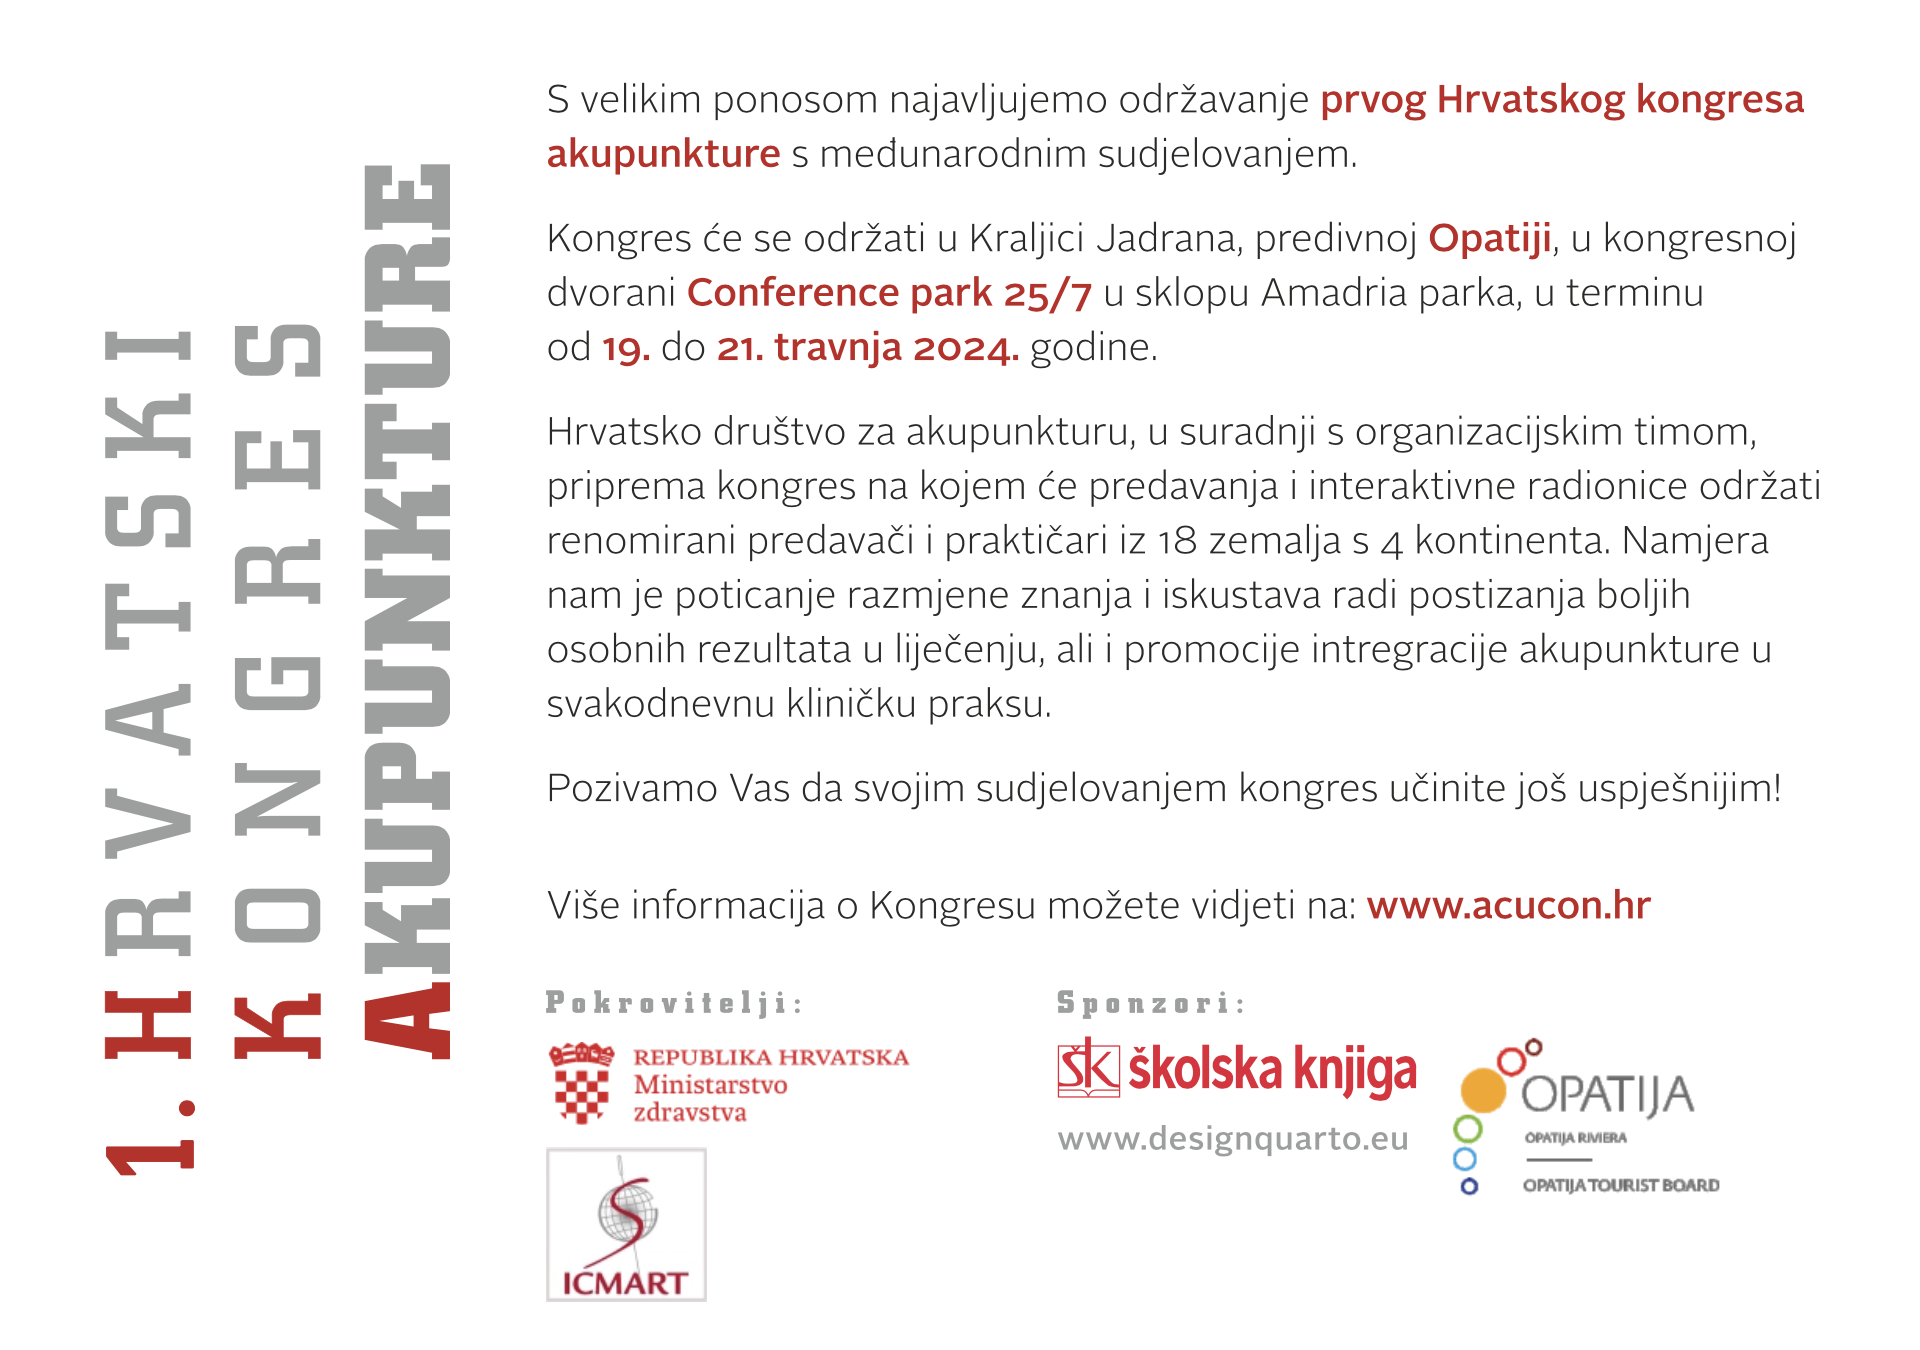 1. HRVATSKI
KONGRES
AKUPUNKTURE
S velikim ponosom najavljujemo održavanje prvog Hrvatskog kongresa
akupunkture s međunarodnim sudjelovanjem.
Kongres će se održati u Kraljici Jadrana, predivnoj Opatiji, u kongresnoj
dvorani Conference park 25/7 u sklopu Amadria parka, u terminu
od 19. do 21. travnja 2024. godine.
Hrvatsko društvo za akupunkturu, u suradnji s organizacijskim timom,
priprema kongres na kojem će predavanja i interaktivne radionice održati
renomirani predavači i praktičari iz 18 zemalja s 4 kontinenta. Namjera
nam je poticanje razmjene znanja i iskustava radi postizanja boljih
osobnih rezultata u liječenju, ali i promocije intregracije akupunkture u
svakodnevnu kliničku praksu.
Pozivamo Vas da svojim sudjelovanjem kongres učinite još uspješnijim!
Više informacija o Kongresu možete vidjeti na: www.acucon.hr
Pokrovitelji:
REPUBLIKA HRVATSKA
Ministarstvo
zdravstva
ICMART
Sponzori:
ŠK školska knjiga
www.designquarto.eu
OPATIJA
OPATIJA RIVIERA
OPATIJA TOURIST BOARD